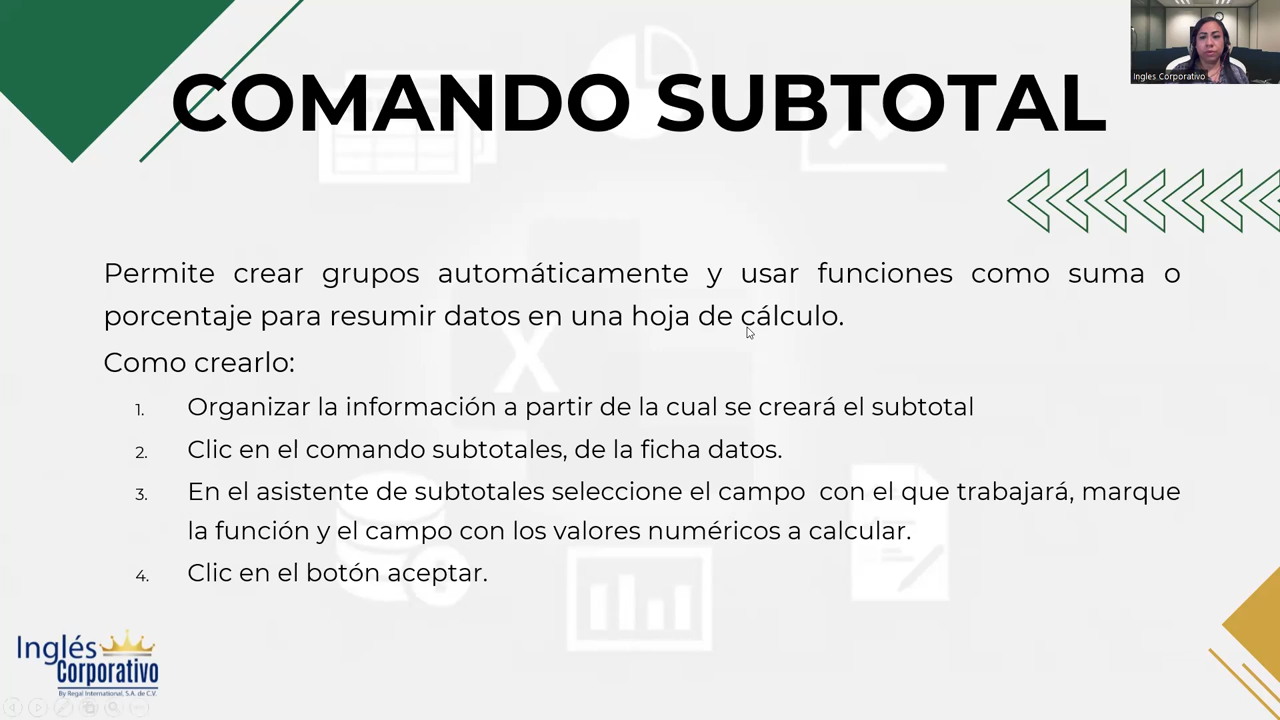 Ingles Corporativo
COMANDO SUBTOTAL
Permite crear grupos automáticamente y usar funciones como suma o
porcentaje para resumir datos en una hoja de cálculo.
Como crearlo:
1. Organizar la información a partir de la cual se creará el subtotal
2. Clic en el comando subtotales, de la ficha datos.
3. En el asistente de subtotales seleccione el campo con el que trabajará, marque
la función y el campo con los valores numéricos a calcular.
4. Clic en el botón aceptar.
Inglés
Corporativo
By Regal International, S.A. de C.V.